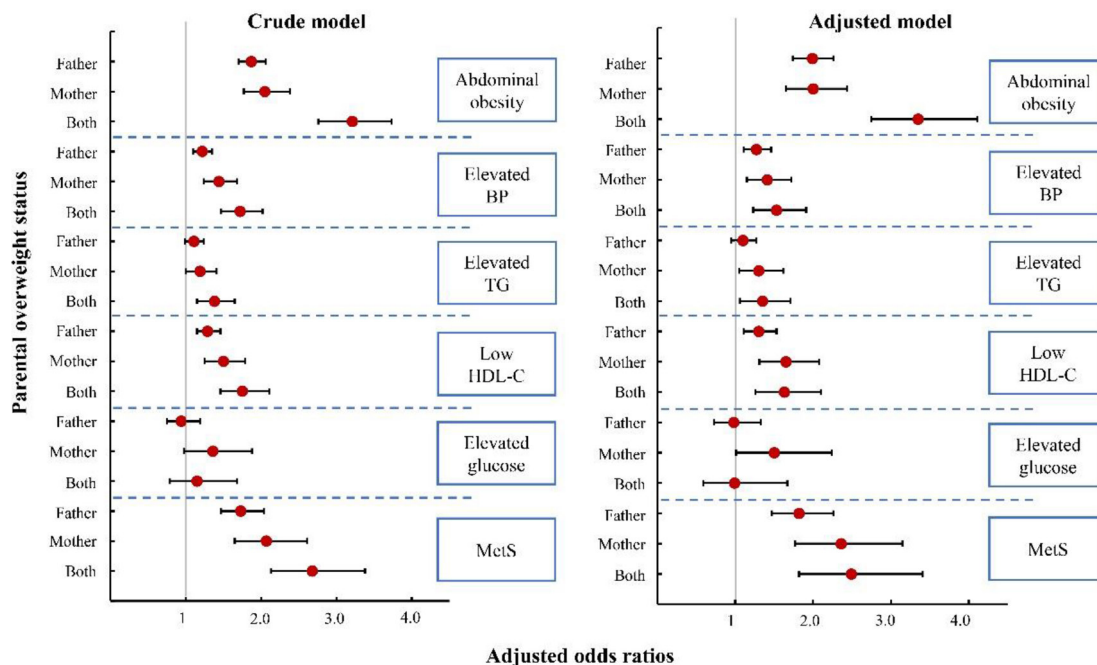 Crude model
Adjusted model
Parental overweight status
Father
Mother
Both
Abdominal
obesity
Father
Mother
Both
Elevated
BP
Father
Mother
Both
Elevated
TG
Father
Mother
Both
Low
HDL-C
Father
Mother
Both
Elevated
glucose
Father
Mother
Both
MetS
1 2.0 3.0 4.0
Father
Mother
Both
Abdominal
obesity
Father
Mother
Both
Elevated
BP
Father
Mother
Both
Elevated
TG
Father
Mother
Both
Low
HDL-C
Father
Mother
Both
Elevated
glucose
Father
Mother
Both
MetS
1 2.0 3.0 4.0
Adjusted odds ratios